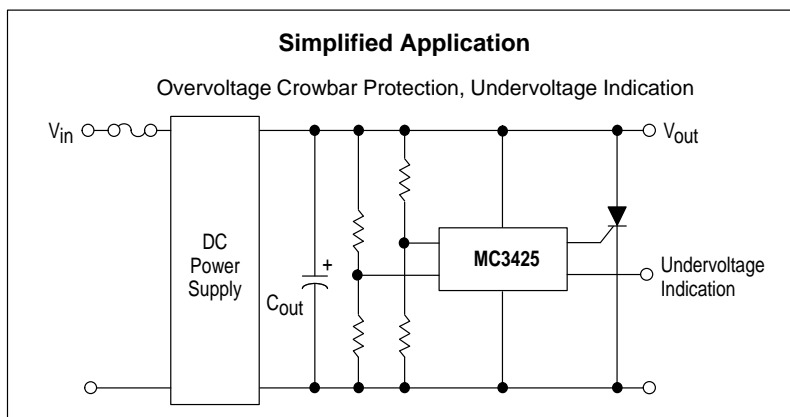 Simplified Application
Overvoltage Crowbar Protection, Undervoltage Indication
Vin
Vout
DC
Power
Supply
+
Cout
MC3425
Undervoltage
Indication